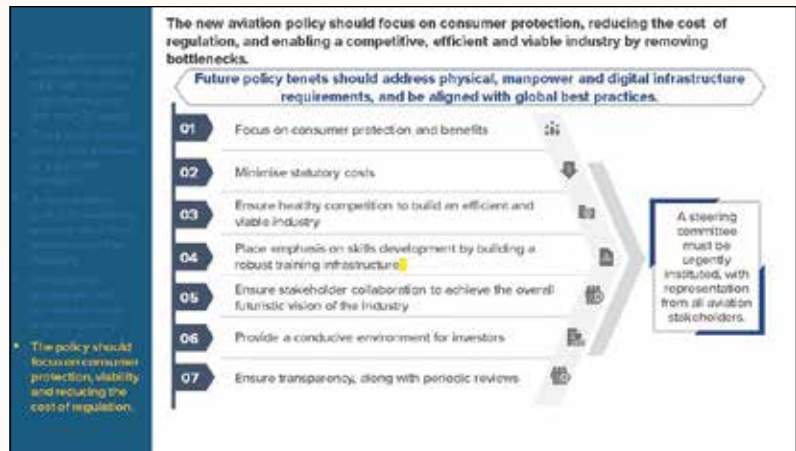 The new aviation policy should focus on consumer protection, reducing the cost of
regulation, and enabling a competitive, efficient and viable industry by removing
bottlenecks.
Future policy tenets should address physical, manpower and digital infrastructure
requirements, and be aligned with global best practices.
01 Focus on consumer protection and benefits
02 Minimise statutory costs
03 Ensure healthy competition to build an efficient and
viable industry
04 Place emphasis on skills development by building a
robust training infrastructure
05 Ensure stakeholder collaboration to achieve the overall
futuristic vision of the industry
06 Provide a conducive environment for investors
07 Ensure transparency, along with periodic reviews
A steering
committee
must be
urgently
instituted, with
representation
from all aviation
stakeholders.
• The policy should
focus on consumer
protection, viability
and reducing the
cost of regulation.